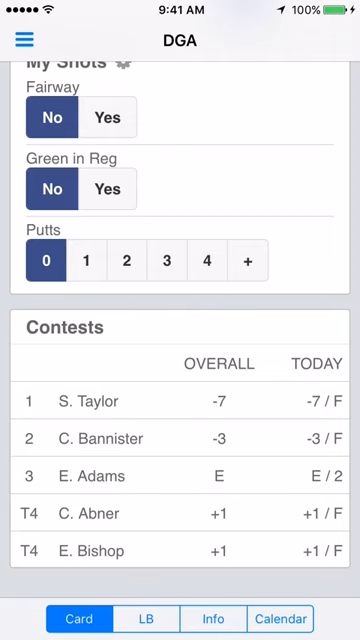 9:41 AM 100%
DGA
My Shots
Fairway
No Yes
Green in Reg
No Yes
Putts
0 1 2 3 4 +
Contests
OVERALL TODAY
1 S. Taylor -7 -7 / F
2 C. Bannister -3 -3 / F
3 E. Adams E E / 2
T4 C. Abner +1 +1 / F
T4 E. Bishop +1 +1 / F
Card LB Info Calendar